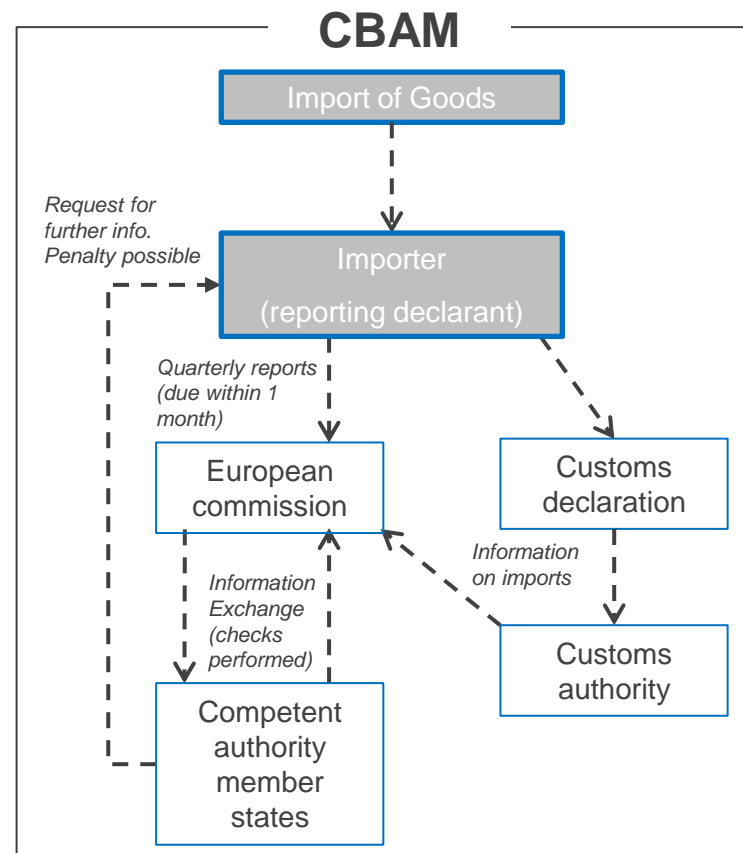 CBAM
Import of Goods
Request for
further info.
Penalty possible
Importer
(reporting declarant)
Quarterly reports
(due within 1
month)
European
commission
Customs
declaration
Information
on imports
Information
Exchange
(checks
performed)
Customs
authority
Competent
authority
member
states